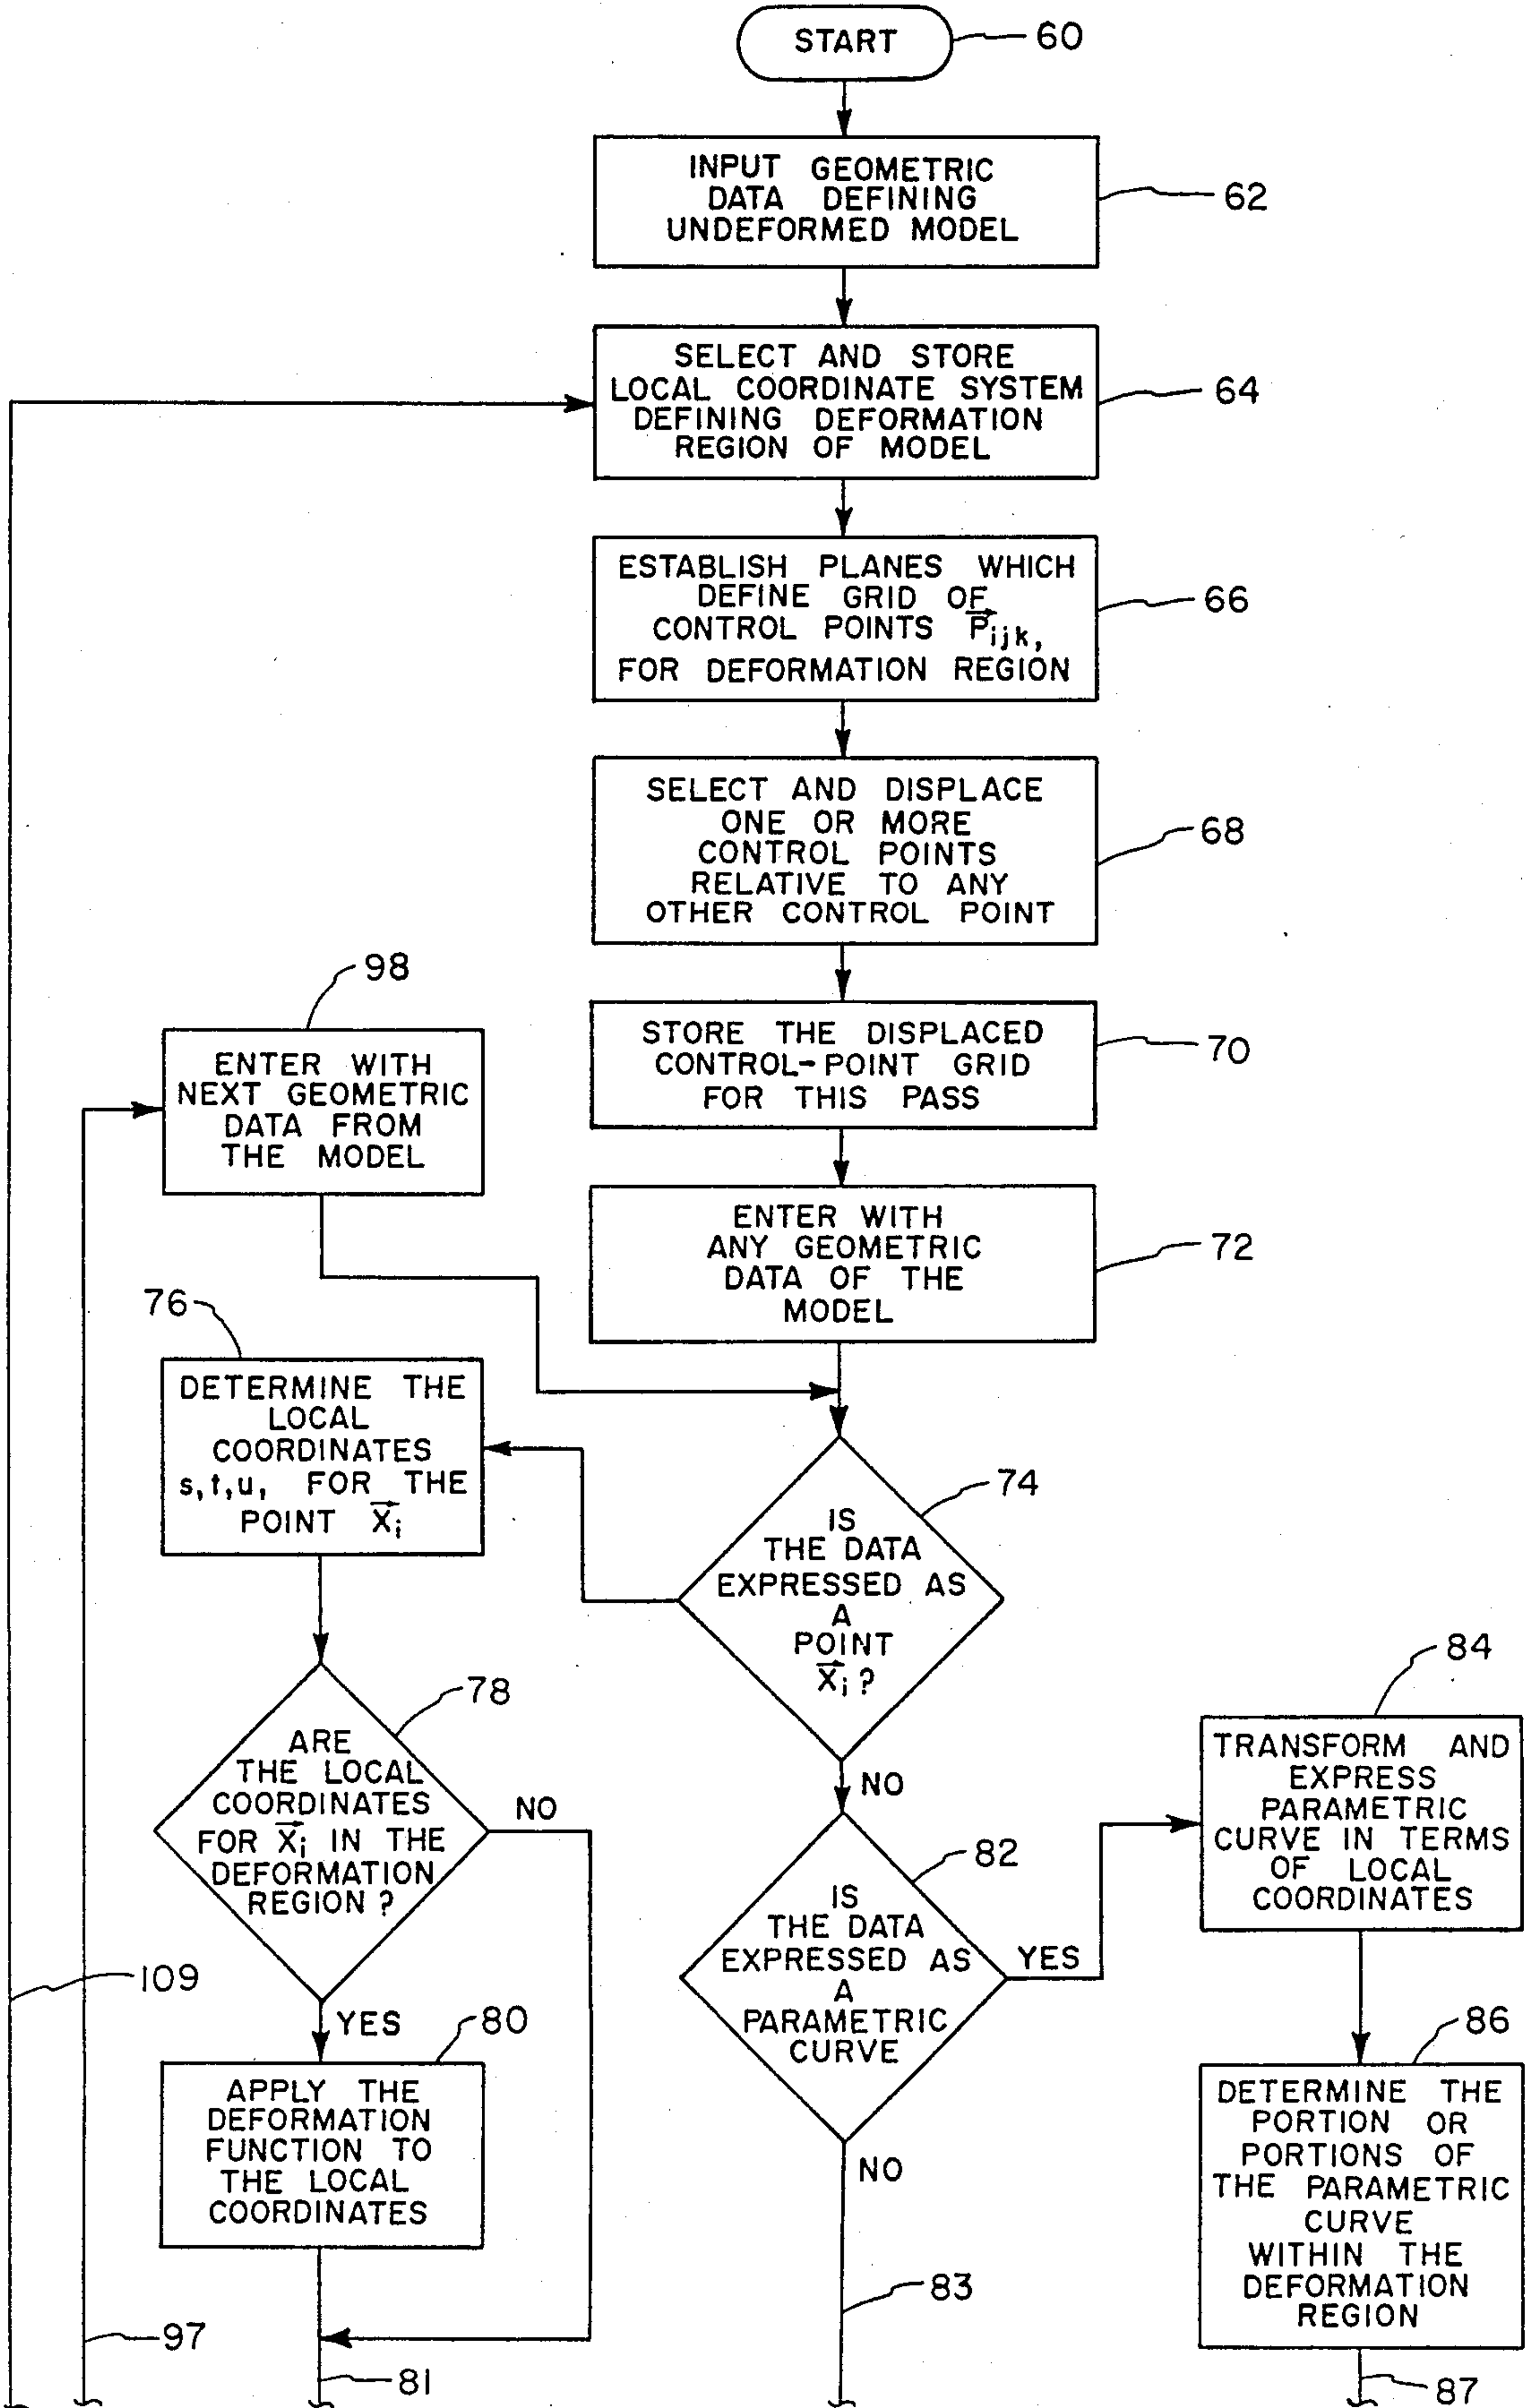 START
60
INPUT GEOMETRIC
DATA DEFINING
UNDEFORMED MODEL
62
SELECT AND STORE
LOCAL COORDINATE SYSTEM
DEFINING DEFORMATION
REGION OF MODEL
64
ESTABLISH PLANES WHICH
DEFINE GRID OF
CONTROL POINTS P⃗ijk,
FOR DEFORMATION REGION
66
SELECT AND DISPLACE
ONE OR MORE
CONTROL POINTS
RELATIVE TO ANY
OTHER CONTROL POINT
68
98
ENTER WITH
NEXT GEOMETRIC
DATA FROM
THE MODEL
STORE THE DISPLACED
CONTROL-POINT GRID
FOR THIS PASS
70
ENTER WITH
ANY GEOMETRIC
DATA OF THE
MODEL
72
76
DETERMINE THE
LOCAL
COORDINATES
s,t,u, FOR THE
POINT X⃗i
74
IS
THE DATA
EXPRESSED AS
A
POINT
X⃗i?
NO
78
ARE
THE LOCAL
COORDINATES
FOR X⃗i IN THE
DEFORMATION
REGION?
NO
YES
82
IS
THE DATA
EXPRESSED AS
A
PARAMETRIC
CURVE
YES
NO
84
TRANSFORM AND
EXPRESS
PARAMETRIC
CURVE IN TERMS
OF LOCAL
COORDINATES
109
80
APPLY THE
DEFORMATION
FUNCTION TO
THE LOCAL
COORDINATES
86
DETERMINE THE
PORTION OR
PORTIONS OF
THE PARAMETRIC
CURVE
WITHIN THE
DEFORMATION
REGION
83
97
81
87